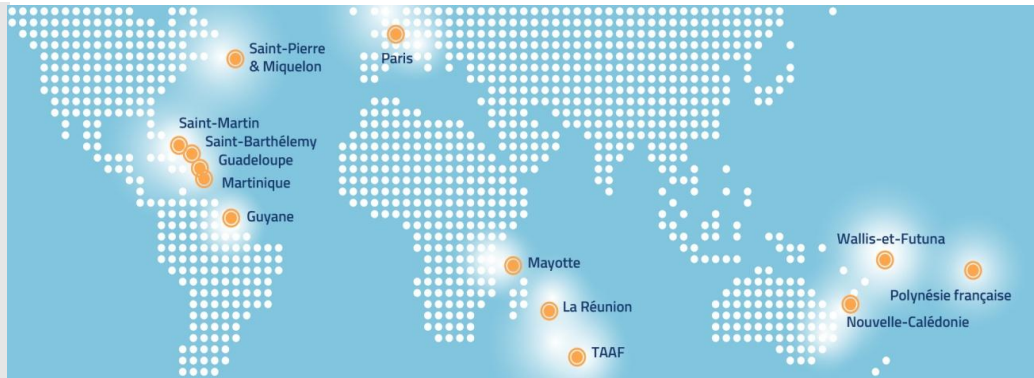 Saint-Pierre
& Miquelon
Paris
Saint-Martin
Saint-Barthélemy
Guadeloupe
Martinique
Guyane
Mayotte
La Réunion
TAAF
Wallis-et-Futuna
Polynésie française
Nouvelle-Calédonie